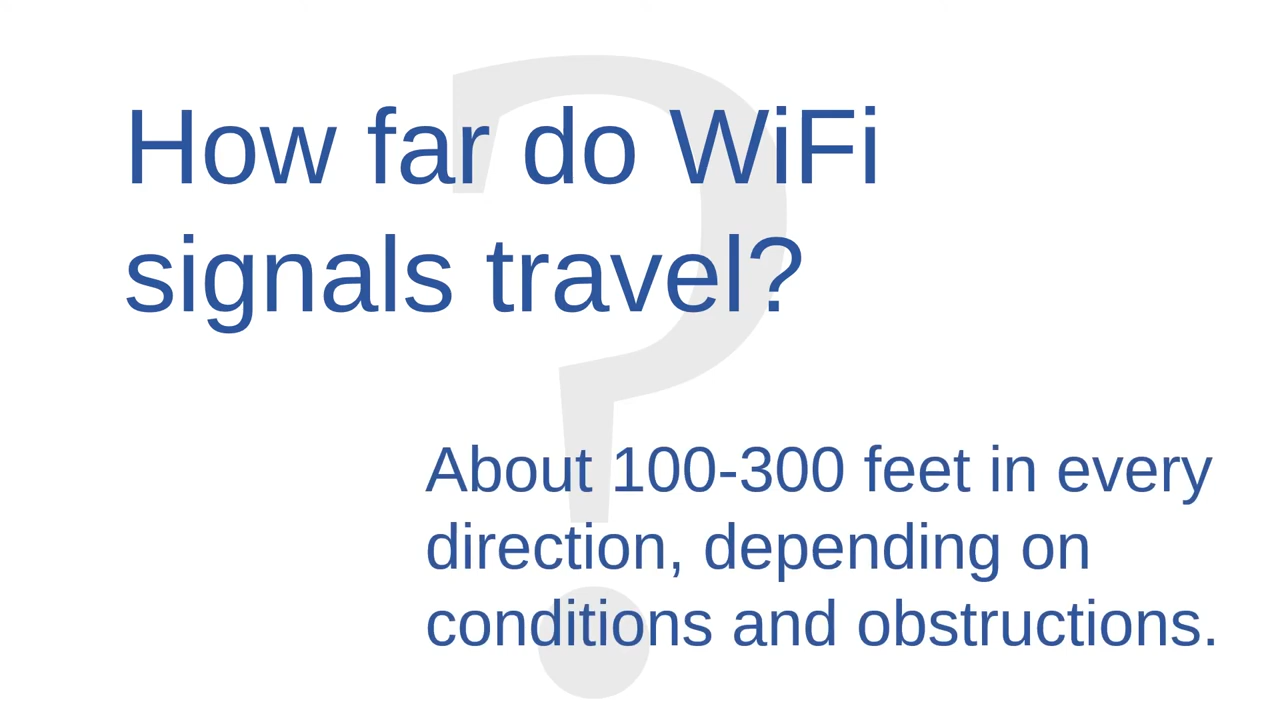 How far do WiFi
signals travel?
About 100-300 feet in every
direction, depending on
conditions and obstructions.